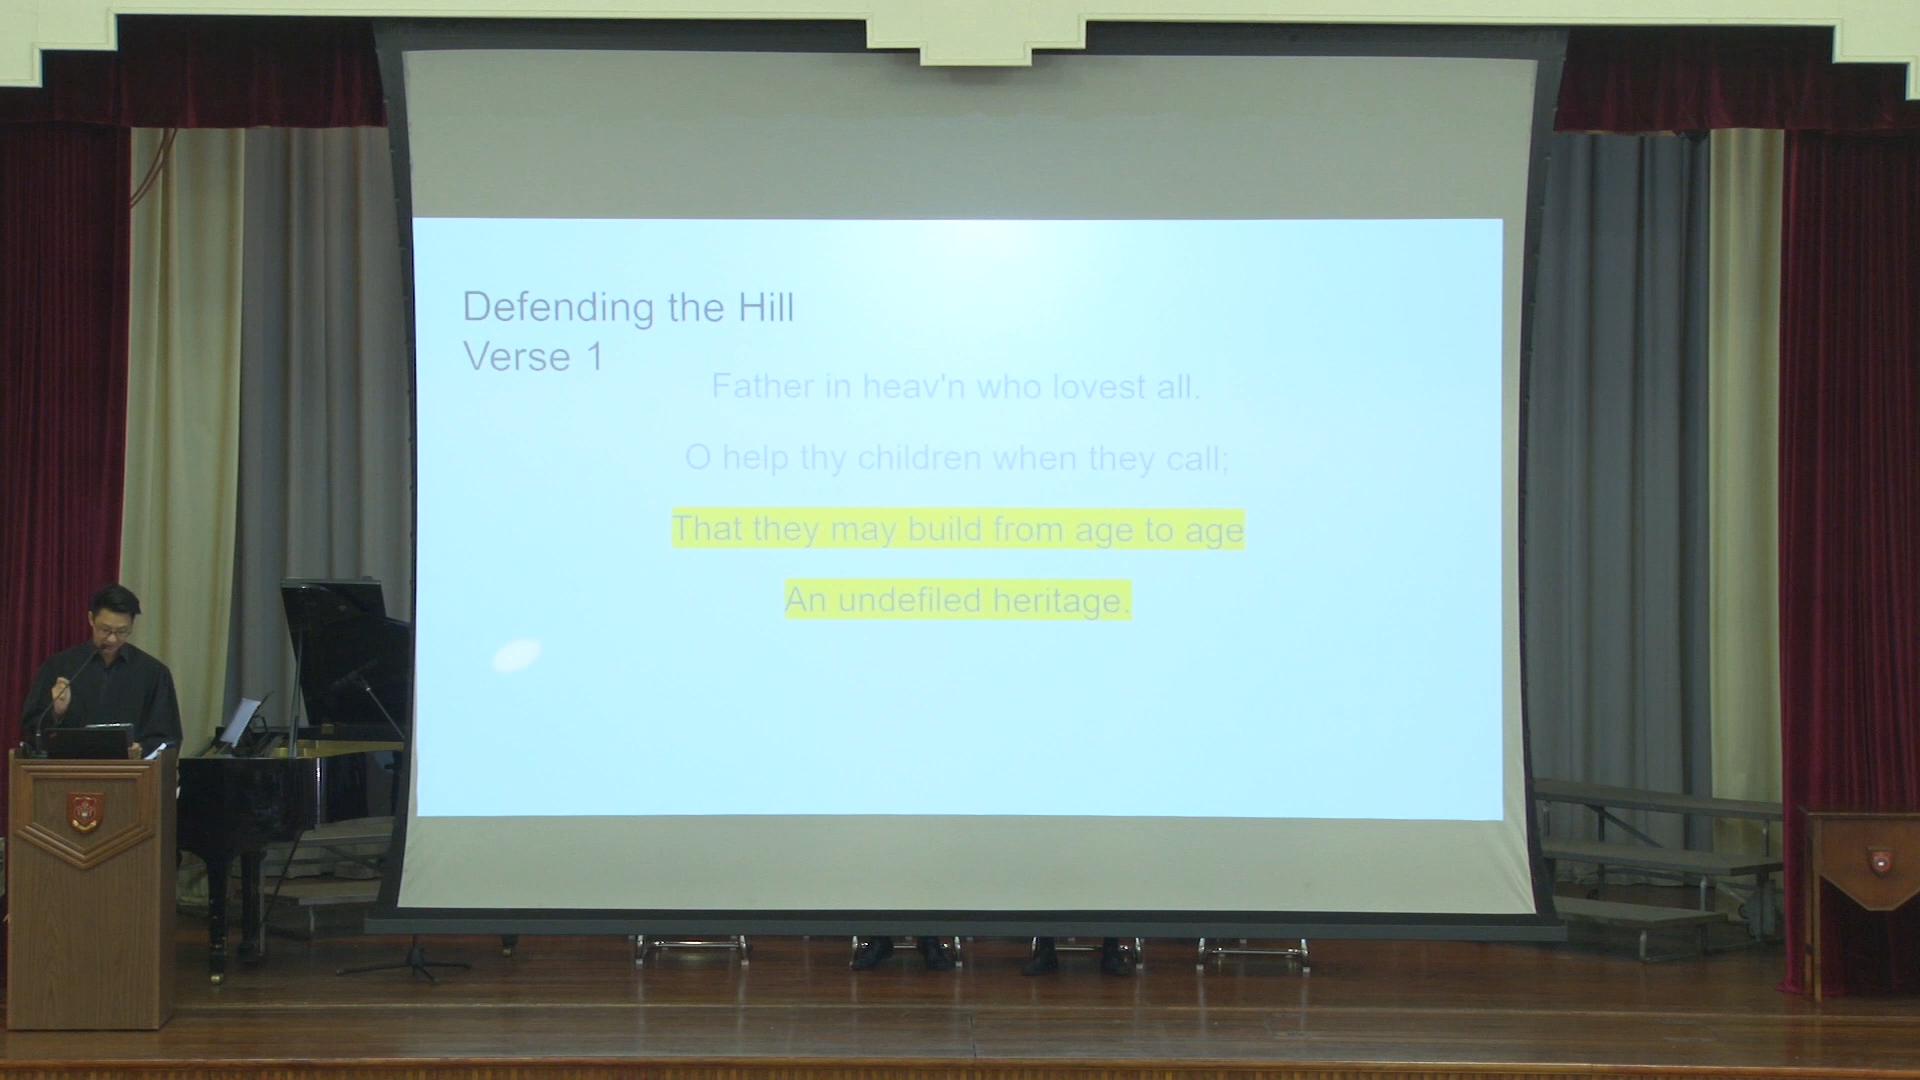 Defending the Hill
Verse 1
Father in heav'n who lovest all.
O help thy children when they call;
That they may build from age to age
An undefiled heritage.